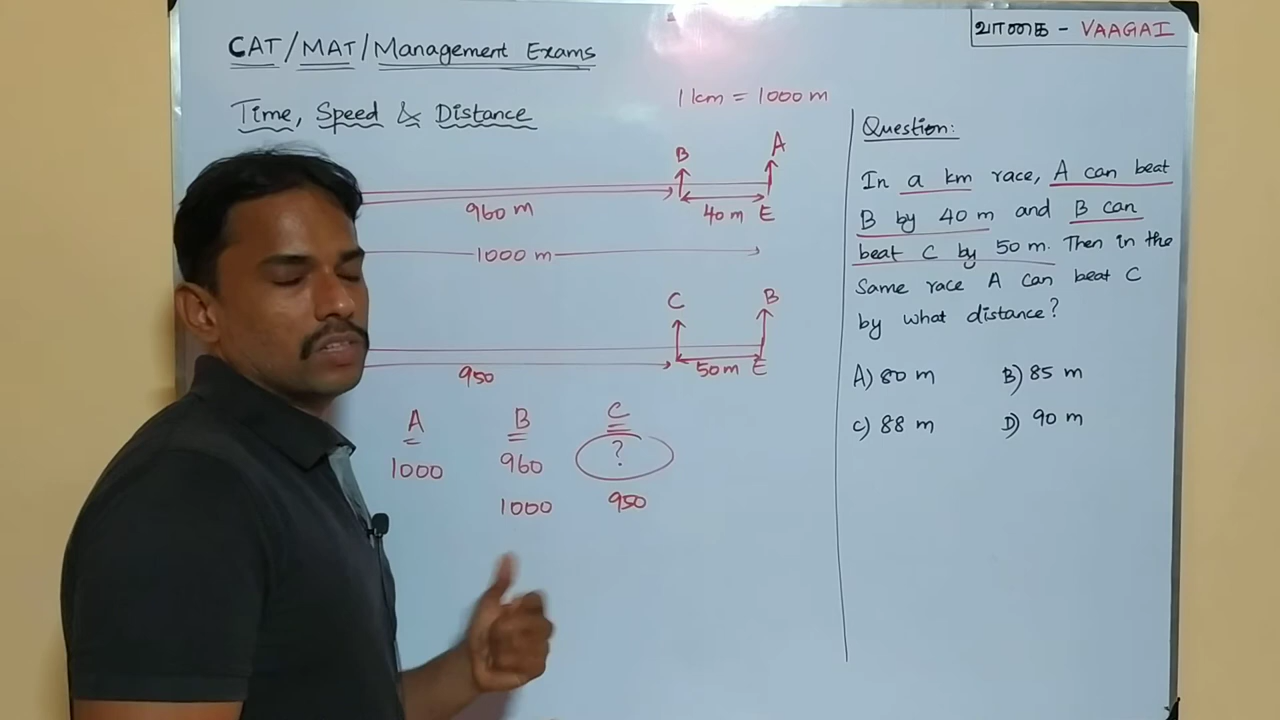 CAT/MAT/Management Exams
வாகை - VAAGAI
Time, Speed & Distance
1 km = 1000 m
B A
960 m 40 m E
1000 m
C B
950 50 m E
A B C
1000 960 ?
1000 950
Question:
In a km race, A can beat
B by 40 m and B can
beat C by 50 m. Then in the
Same race A can beat C
by what distance?
A) 80 m B) 85 m
C) 88 m D) 90 m